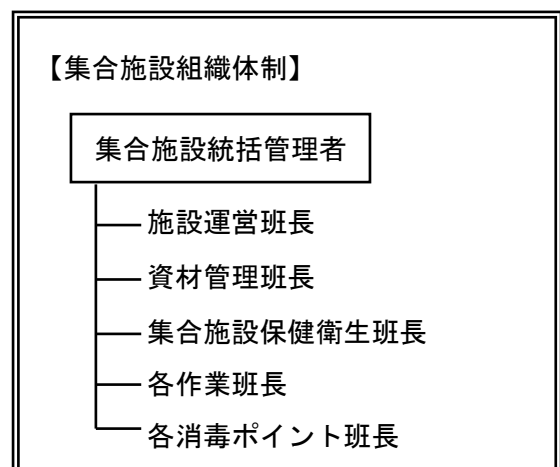 【集合施設組織体制】
集合施設統括管理者
施設運営班長
資材管理班長
集合施設保健衛生班長
各作業班長
各消毒ポイント班長